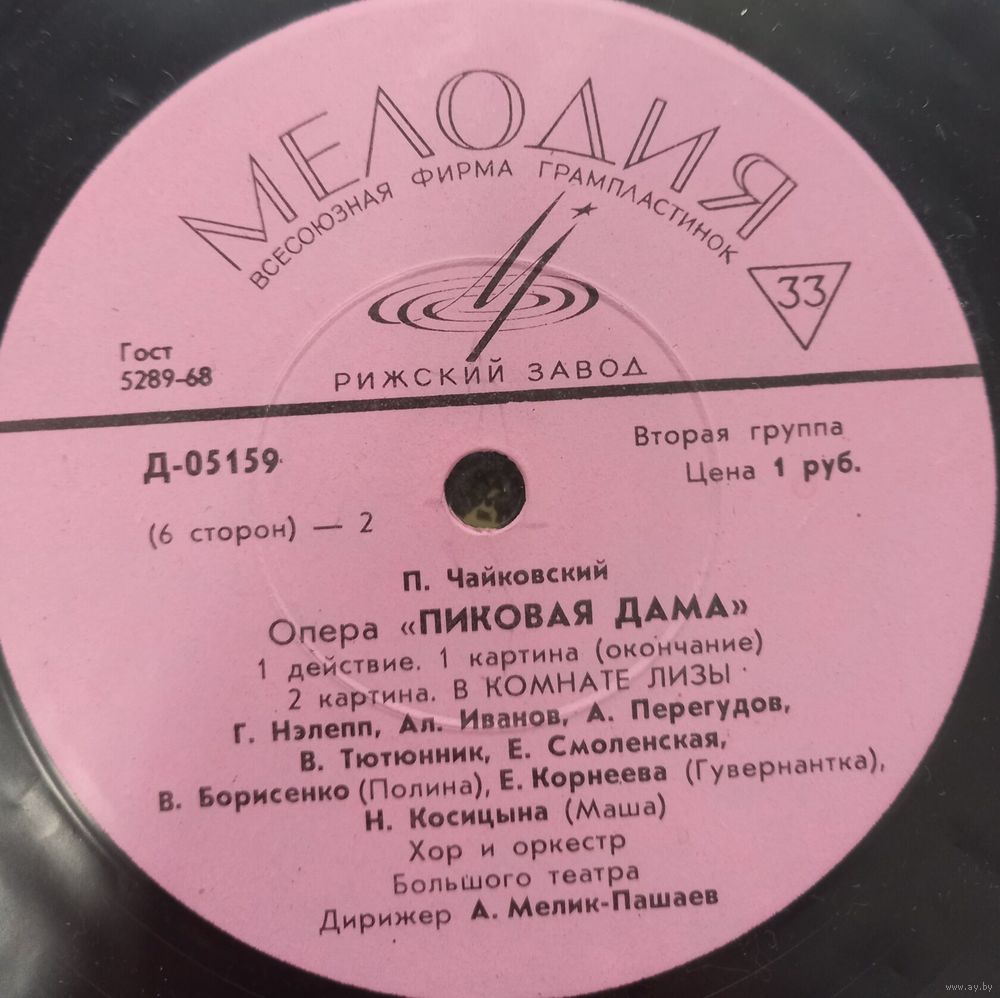 МЕЛОДИЯ
ВСЕСОЮЗНАЯ ФИРМА ГРАМПЛАСТИНОК
33
Гост
5289-68
РИЖСКИЙ ЗАВОД
Д-05159
Вторая группа
Цена 1 руб.
(6 сторон) — 2
П. Чайковский
Опера «ПИКОВАЯ ДАМА»
1 действие. 1 картина (окончание)
2 картина. В КОМНАТЕ ЛИЗЫ
Г. Нэлепп, Ал. Иванов, А. Перегудов,
В. Тютюнник, Е. Смоленская,
В. Борисенко (Полина), Е. Корнеева (Гувернантка),
Н. Косицына (Маша)
Хор и оркестр
Большого театра
Дирижер А. Мелик-Пашаев
www.ay.by